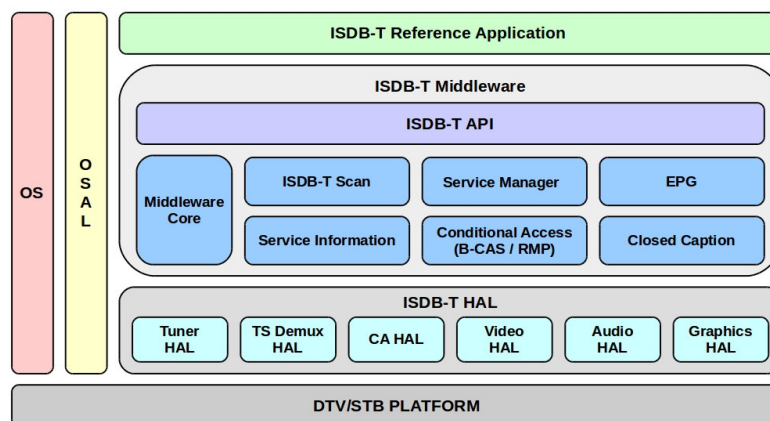 ISDB-T Reference Application
ISDB-T Middleware
ISDB-T API
OS
O
S
A
L
Middleware
Core
ISDB-T Scan
Service Manager
EPG
Service Information
Conditional Access
(B-CAS / RMP)
Closed Caption
ISDB-T HAL
Tuner
HAL
TS Demux
HAL
CA HAL
Video
HAL
Audio
HAL
Graphics
HAL
DTV/STB PLATFORM